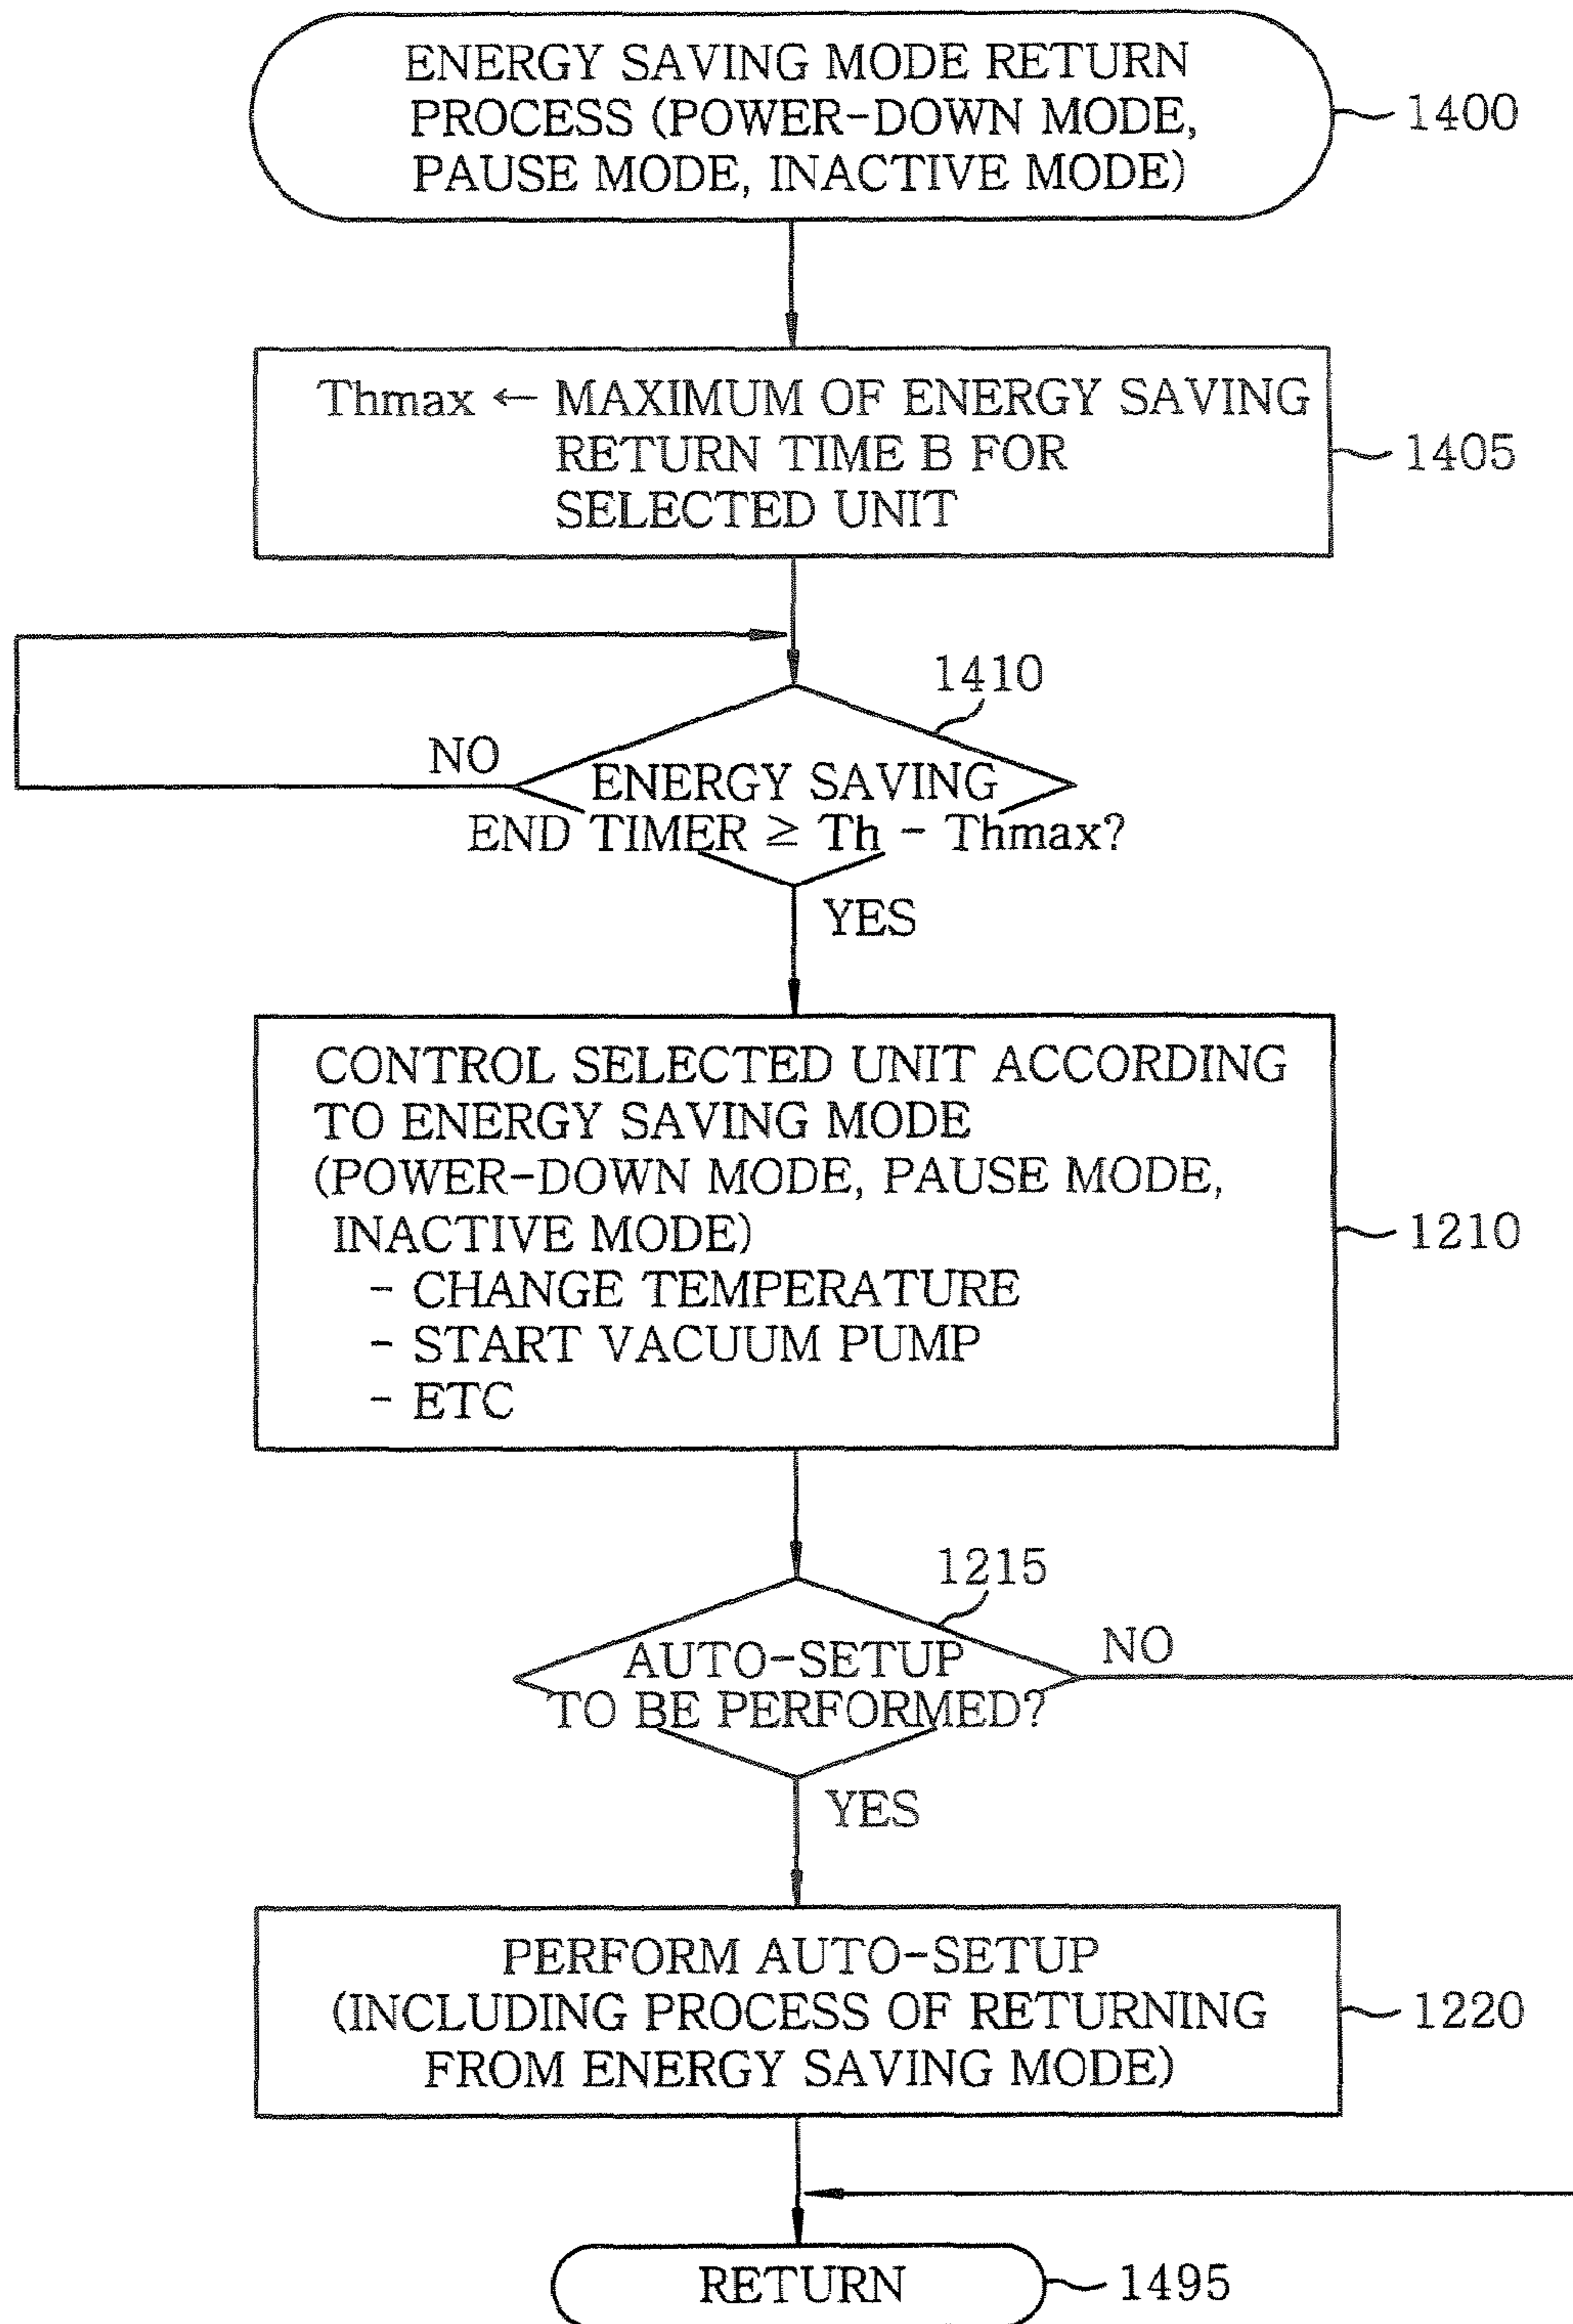 ENERGY SAVING MODE RETURN
PROCESS (POWER-DOWN MODE,
PAUSE MODE, INACTIVE MODE)
1400
Thmax ← MAXIMUM OF ENERGY SAVING
RETURN TIME B FOR
SELECTED UNIT
1405
1410
NO
ENERGY SAVING
END TIMER ≥ Th - Thmax?
YES
CONTROL SELECTED UNIT ACCORDING
TO ENERGY SAVING MODE
(POWER-DOWN MODE, PAUSE MODE,
INACTIVE MODE)
- CHANGE TEMPERATURE
- START VACUUM PUMP
- ETC
1210
1215
AUTO-SETUP
TO BE PERFORMED?
NO
YES
PERFORM AUTO-SETUP
(INCLUDING PROCESS OF RETURNING
FROM ENERGY SAVING MODE)
1220
RETURN
1495